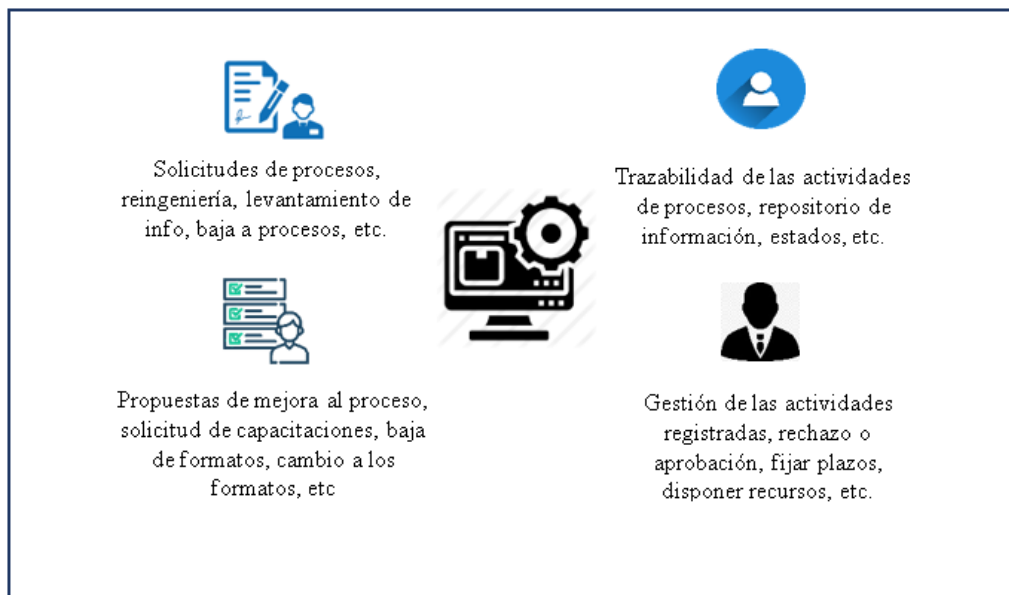 Solicitudes de procesos,
reingeniería, levantamiento de
info, baja a procesos, etc.
Trazabilidad de las actividades
de procesos, repositorio de
información, estados, etc.
Propuestas de mejora al proceso,
solicitud de capacitaciones, baja
de formatos, cambio a los
formatos, etc
Gestión de las actividades
registradas, rechazo o
aprobación, fijar plazos,
disponer recursos, etc.